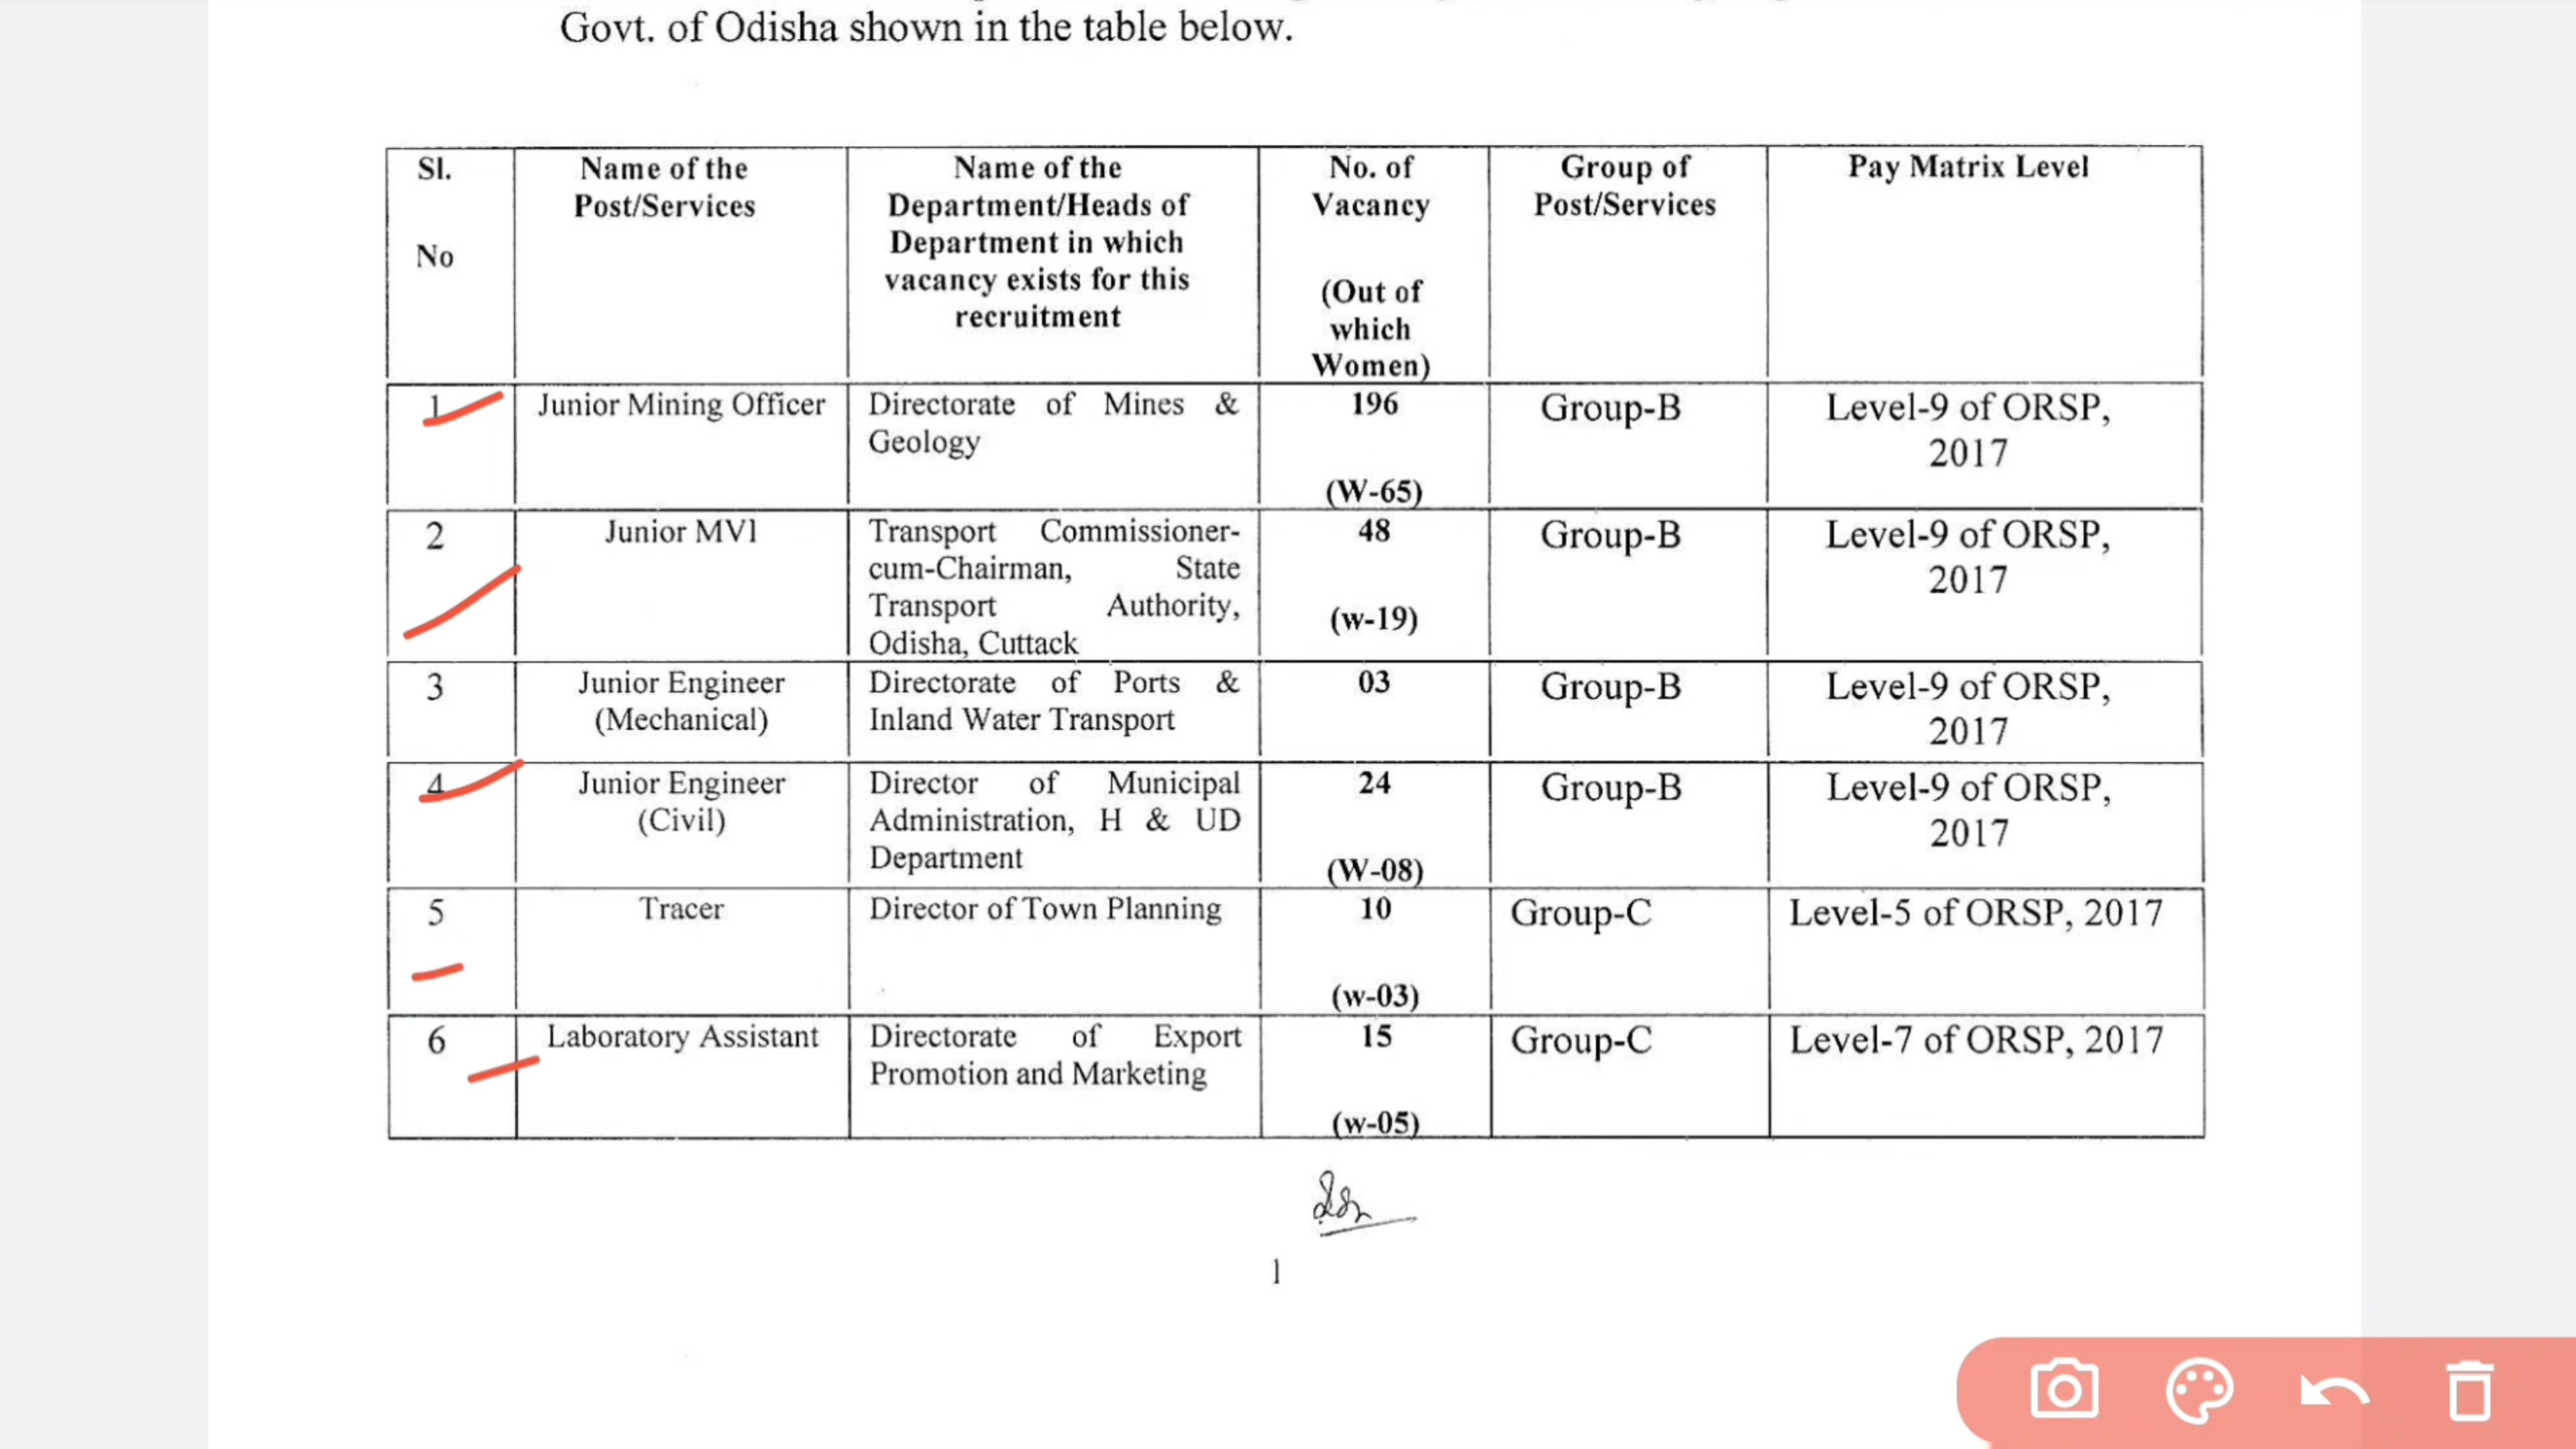 Govt. of Odisha shown in the table below.
Sl. No
Name of the Post/Services
Name of the Department/Heads of Department in which vacancy exists for this recruitment
No. of Vacancy (Out of which Women)
Group of Post/Services
Pay Matrix Level
1
Junior Mining Officer
Directorate of Mines & Geology
196 (W-65)
Group-B
Level-9 of ORSP, 2017
2
Junior MVI
Transport Commissioner-cum-Chairman, State Transport Authority, Odisha, Cuttack
48 (w-19)
Group-B
Level-9 of ORSP, 2017
3
Junior Engineer (Mechanical)
Directorate of Ports & Inland Water Transport
03
Group-B
Level-9 of ORSP, 2017
4
Junior Engineer (Civil)
Director of Municipal Administration, H & UD Department
24 (W-08)
Group-B
Level-9 of ORSP, 2017
5
Tracer
Director of Town Planning
10 (w-03)
Group-C
Level-5 of ORSP, 2017
6
Laboratory Assistant
Directorate of Export Promotion and Marketing
15 (w-05)
Group-C
Level-7 of ORSP, 2017
1